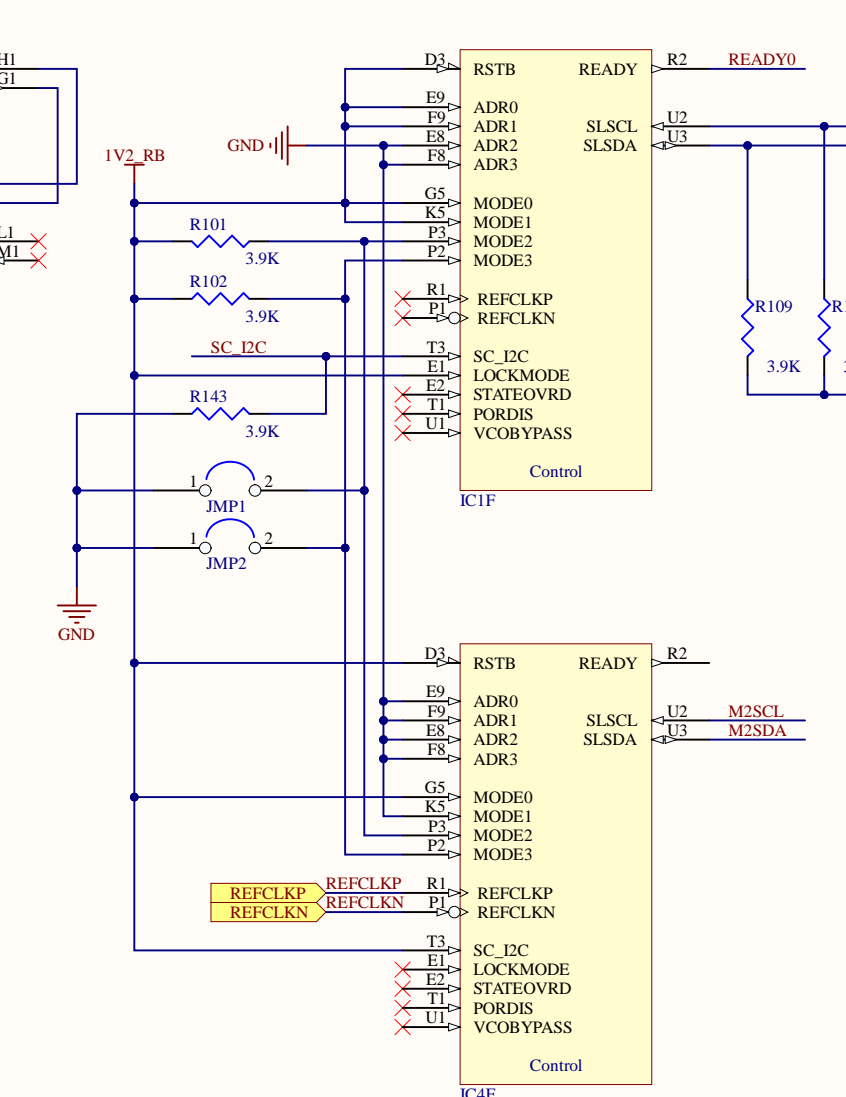 H1
G1
L1
M1
1V2_RB
GND
R101
3.9K
R102
3.9K
SC_I2C
R143
3.9K
1 2
JMP1
1 2
JMP2
GND
D3 RSTB READY R2 READY0
E9 ADR0
F9 ADR1 SLSCL U2
E8 ADR2 SLSDA U3
F8 ADR3
G5 MODE0
K5 MODE1
P3 MODE2
P2 MODE3
R1 REFCLKP
P1 REFCLKN
T3 SC_I2C
E1 LOCKMODE
E2 STATEOVRD
T1 PORDIS
U1 VCOBYPASS
Control
IC1F
R109
3.9K
D3 RSTB READY R2
E9 ADR0
F9 ADR1 SLSCL U2 M2SCL
E8 ADR2 SLSDA U3 M2SDA
F8 ADR3
G5 MODE0
K5 MODE1
P3 MODE2
P2 MODE3
REFCLKP REFCLKP R1 REFCLKP
REFCLKN REFCLKN P1 REFCLKN
T3 SC_I2C
E1 LOCKMODE
E2 STATEOVRD
T1 PORDIS
U1 VCOBYPASS
Control